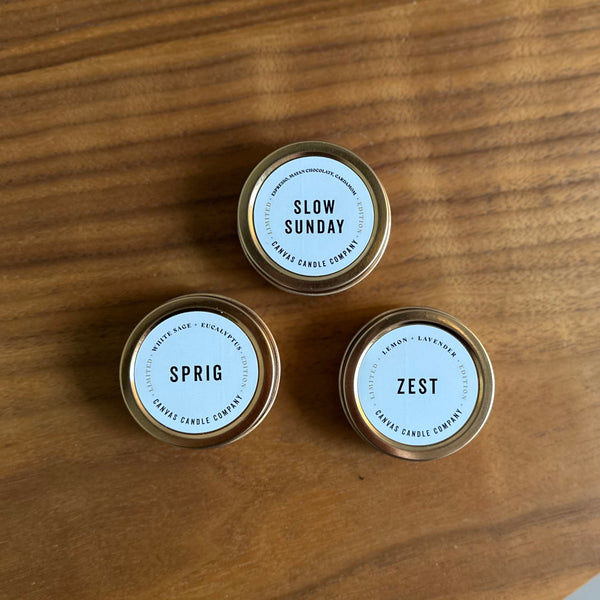 ESPRESSO, MAYAN CHOCOLATE, CARDAMOM
· LIMITED ·
SLOW
SUNDAY
· EDITION ·
CANVAS CANDLE COMPANY
WHITE SAGE + EUCALYPTUS
· LIMITED ·
SPRIG
· EDITION ·
CANVAS CANDLE COMPANY
LEMON + LAVENDER
· LIMITED ·
ZEST
· EDITION ·
CANVAS CANDLE COMPANY